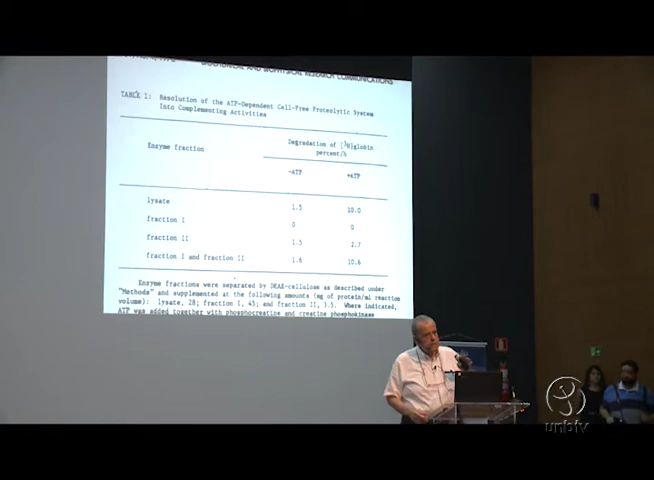 BIOCHEMICAL AND BIOPHYSICAL RESEARCH COMMUNICATIONS
TABLE I: Resolution of the ATP-Dependent Cell-Free Proteolytic System
Into Complementing Activities
Enzyme fraction
Degradation of [³H]globin
percent/h
-ATP +ATP
lysate 1.5 10.0
fraction I 0 0
fraction II 1.5 2.7
fraction I and fraction II 1.6 10.6
Enzyme fractions were separated by DEAE-cellulose as described under
"Methods" and supplemented at the following amounts (mg of protein/ml reaction
volume): lysate, 28; fraction I, 45; and fraction II, 3.5. Where indicated,
ATP was added together with phosphocreatine and creatine phosphokinase
unbtv